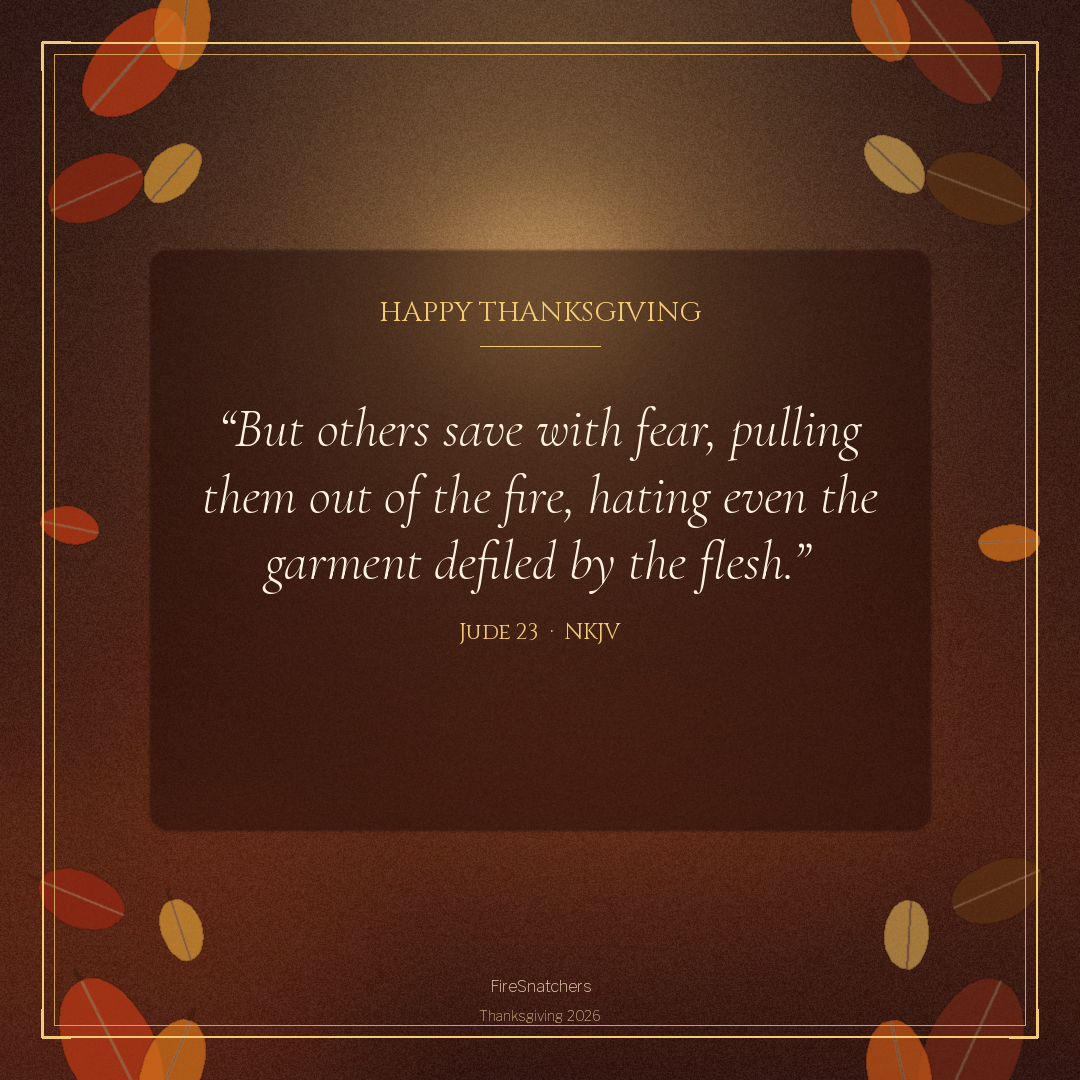 HAPPY THANKSGIVING
“But others save with fear, pulling
them out of the fire, hating even the
garment defiled by the flesh.”
Jude 23 · NKJV
FireSnatchers
Thanksgiving 2026